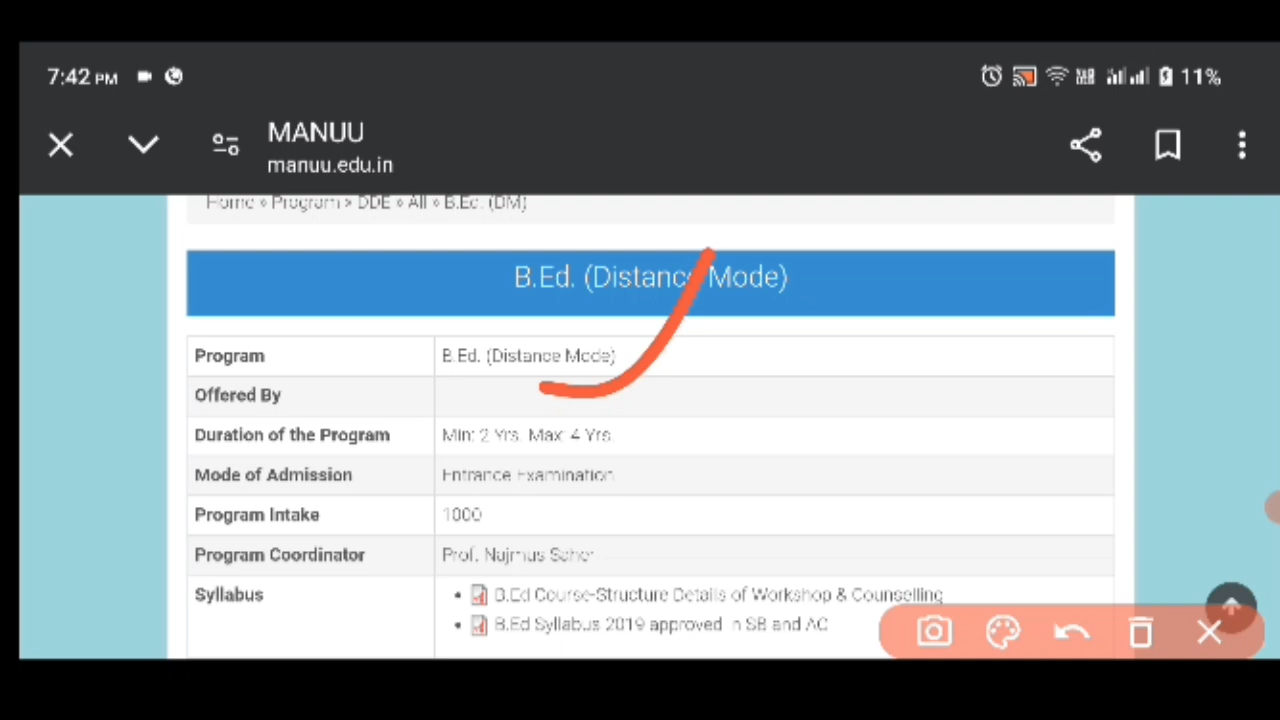 7:42 PM 11%
MANUU
manuu.edu.in
Home » Program » DDE » All » B.Ed. (DM)
B.Ed. (Distance Mode)
Program B.Ed. (Distance Mode)
Offered By
Duration of the Program Min: 2 Yrs. Max: 4 Yrs.
Mode of Admission Entrance Examination
Program Intake 1000
Program Coordinator Prof. Najmus Saher
Syllabus • B.Ed Course-Structure Details of Workshop & Counselling
• B.Ed Syllabus 2019 approved in SB and AC